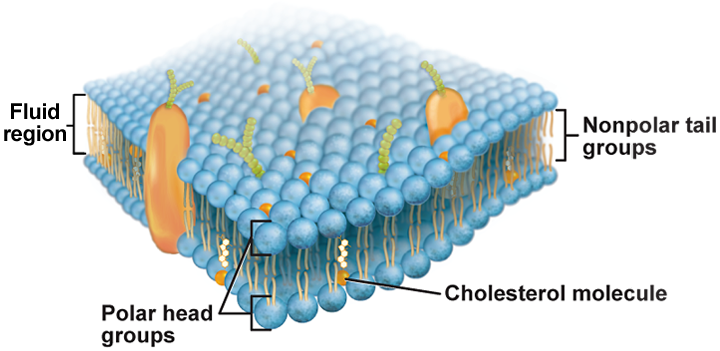 Fluid
region
Nonpolar tail
groups
Cholesterol molecule
Polar head
groups